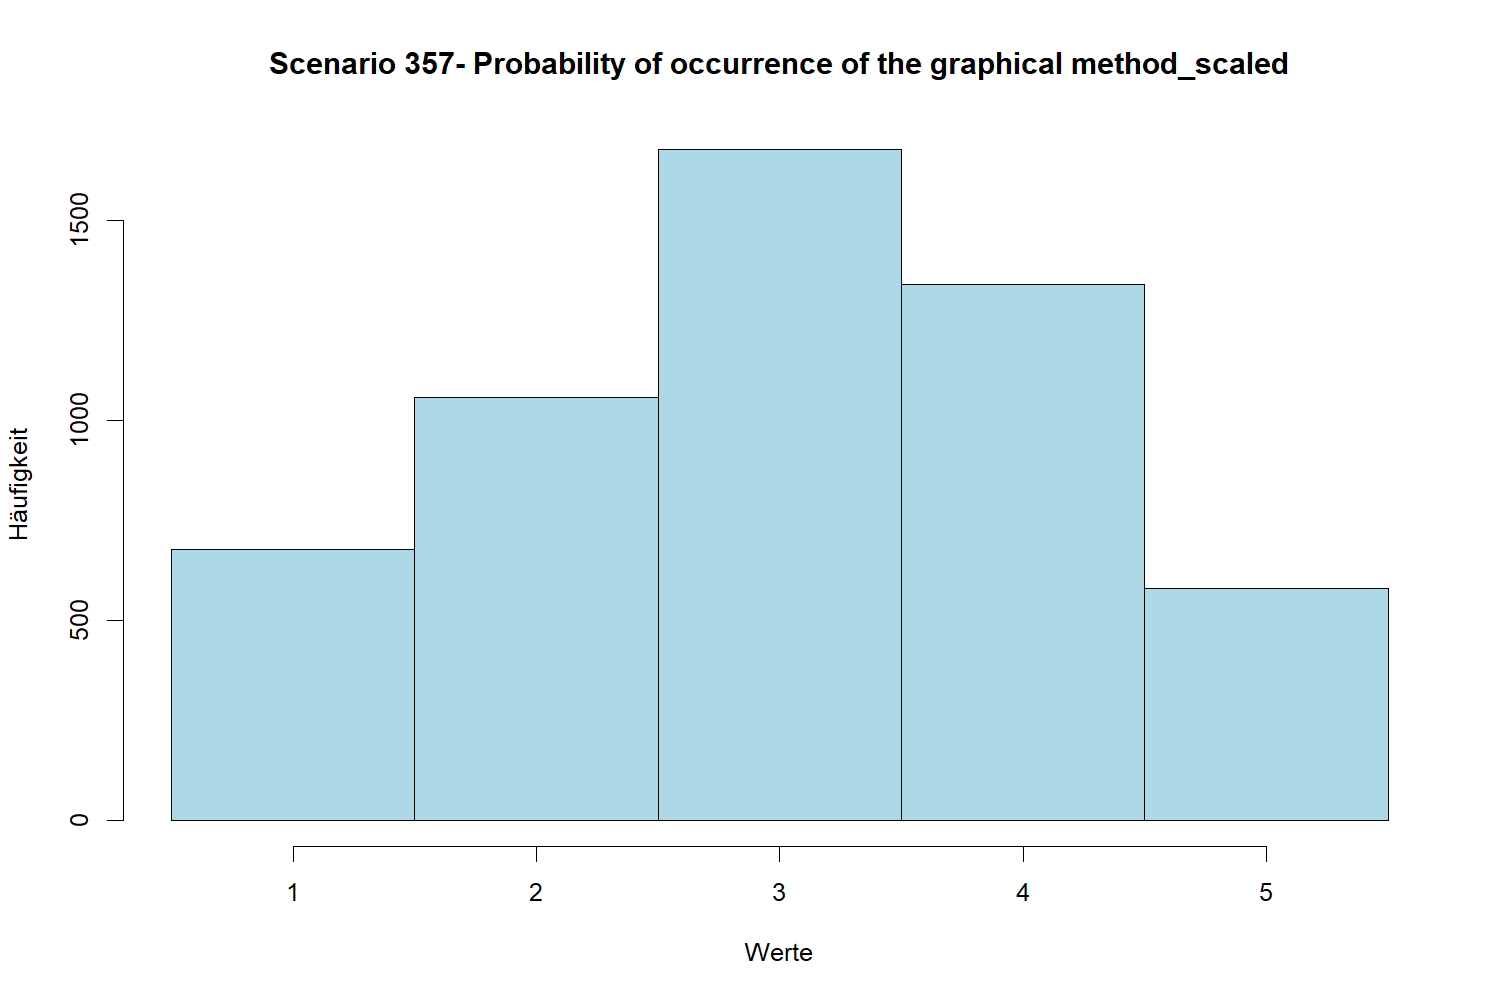 Scenario 357- Probability of occurrence of the graphical method_scaled
1500
1000
500
0
Häufigkeit
1 2 3 4 5
Werte